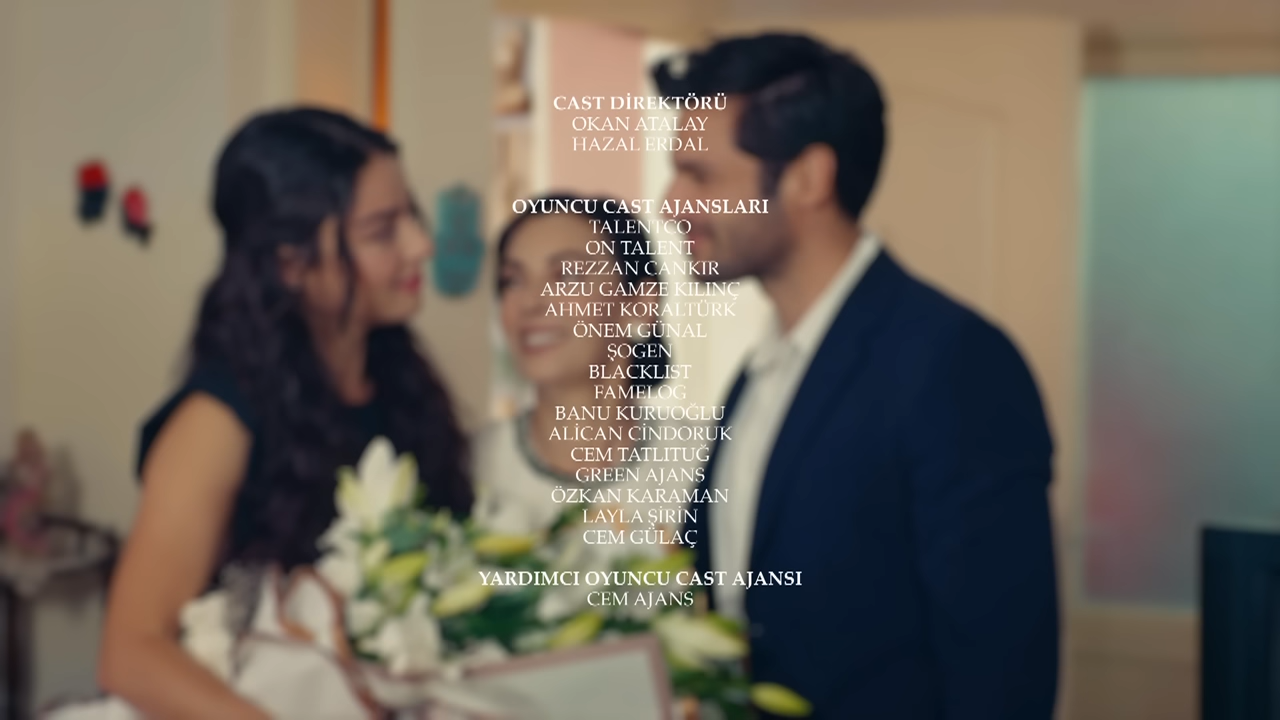 CAST DİREKTÖRÜ
OKAN ATALAY
HAZAL ERDAL
OYUNCU CAST AJANSLARI
TALENTCO
ON TALENT
REZZAN ÇANKIR
ARZU GAMZE KILINÇ
AHMET KORALTÜRK
ÖNEM GÜNAL
ŞOGEN
BLACKLIST
FAMELOG
BANU KURUOĞLU
ALİCAN CİNDORUK
CEM TATLITUĞ
GREEN AJANS
ÖZKAN KARAMAN
LAYLA ŞİRİN
CEM GÜLAÇ
YARDIMCI OYUNCU CAST AJANSI
CEM AJANS